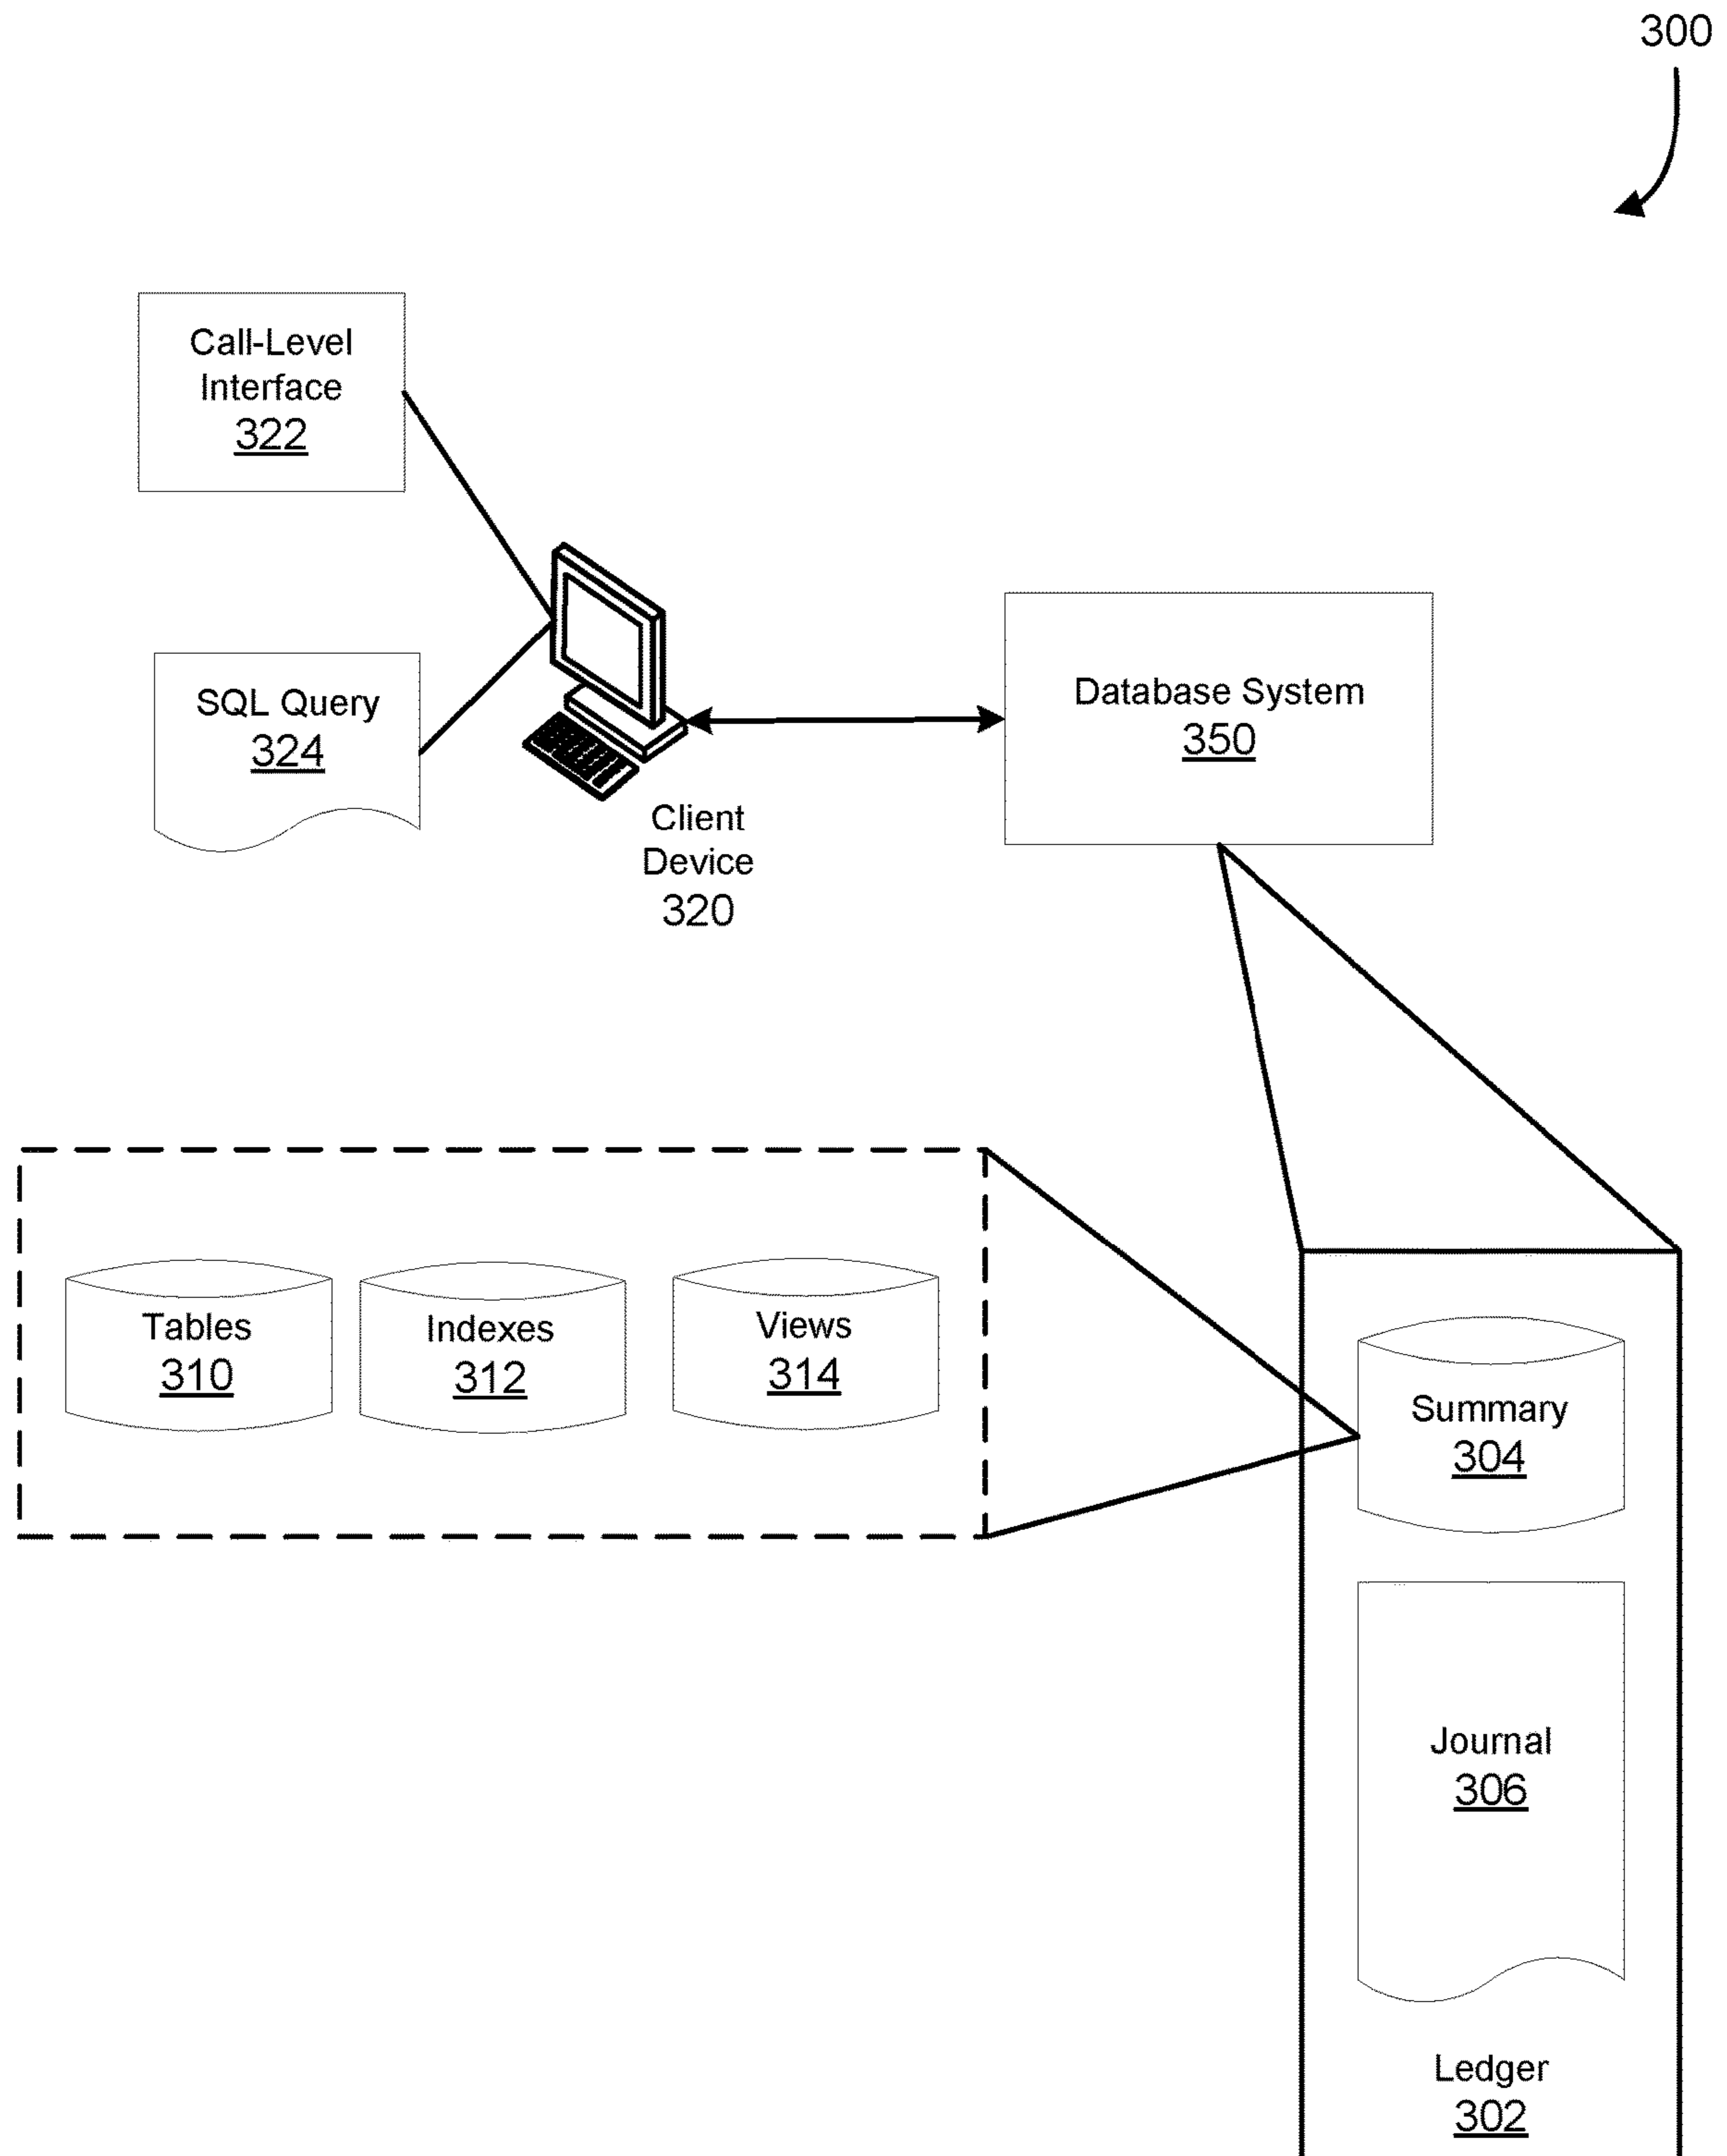 300
Call-Level
Interface
322
SQL Query
324
Client
Device
320
Database System
350
Tables
310
Indexes
312
Views
314
Summary
304
Journal
306
Ledger
302